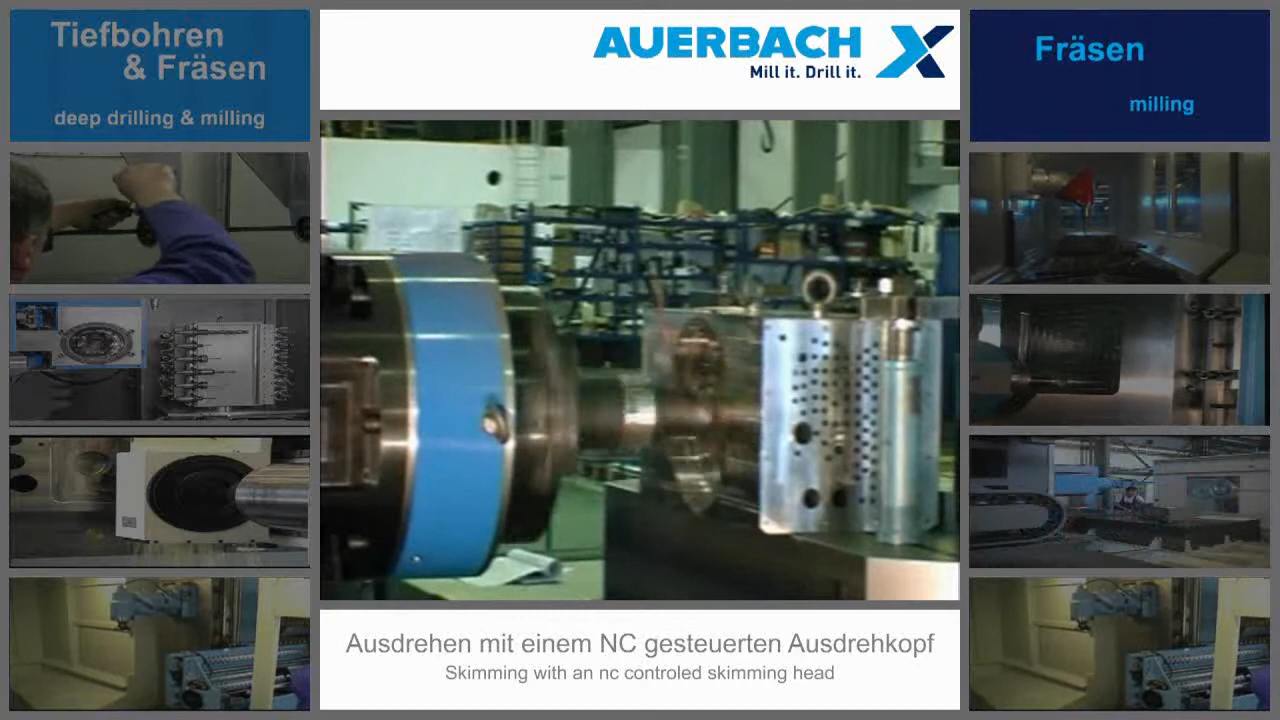 Tiefbohren
& Fräsen
deep drilling & milling
AUERBACH
Mill it. Drill it.
Fräsen
milling
Ausdrehen mit einem NC gesteuerten Ausdrehkopf
Skimming with an nc controled skimming head